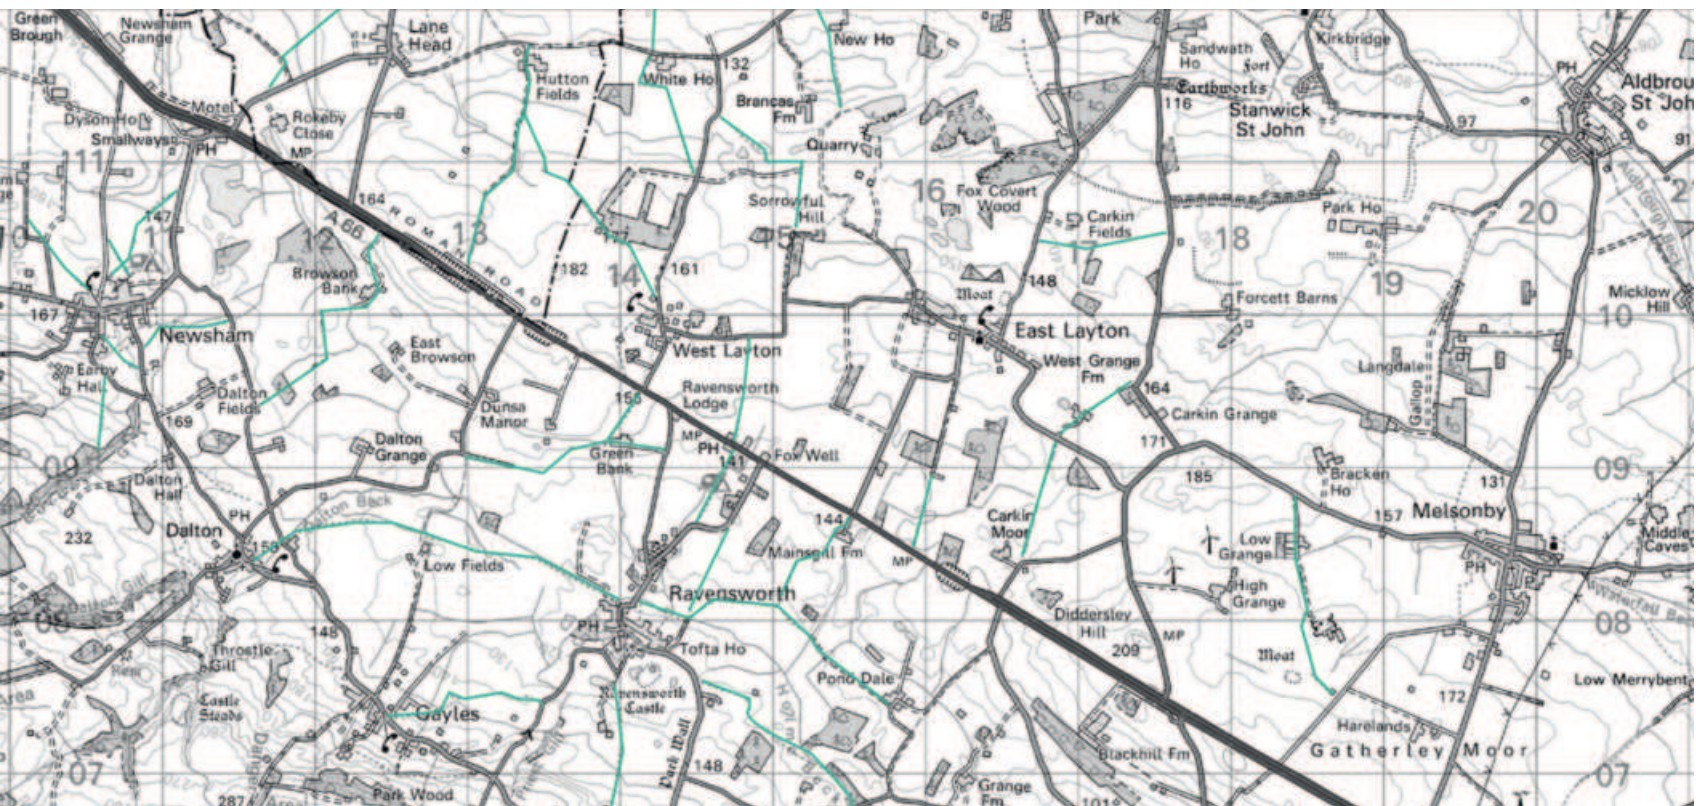 Green
Brough
Newsham
Grange
Lane
Head
New Ho
Park
Sandwath
Ho
Fort
Kirkbridge
PH
Hutton
Fields
White Ho
132
Brancas
Fm
Earthworks
116
Stanwick
St John
97
Aldbrou
St Joh
91
Motel
Dyson Ho
Smallways
PH
Rokeby
Close
MP
164
11
Quarry
16
Fox Covert
Wood
Sorrowful
Hill
Carkin
Fields
Park Ho
20
147
12
A 66
ROMAN ROAD
13
17
18
19
Browson
Bank
182
14
161
148
Moat
Forcett Barns
Micklow
Hill
10
167
Newsham
East Layton
West Layton
East
Browson
West Grange
Fm
Langdale
Gallop
Earby
Hall
Dalton
Fields
169
Dunsa
Manor
Ravensworth
Lodge
164
Carkin Grange
171
Dalton
Grange
MP
PH
141
Fox Well
Green
Bank
09
185
Bracken
Ho
131
09
Dalton
Hall
PH
Dalton
232
144
Carkin
Moor
157
Melsonby
Low
Grange
Middle
Caves
Low Fields
Mainsgill Fm
MP
PH
High
Grange
Ravensworth
Diddersley
Hill
08
PH
148
Tofta Ho
MP
209
Moat
Throstle
Gill
Pond Dale
Low Merrybent
Castle
Steads
Ravensworth
Castle
172
Gayles
Harelands
Gatherley Moor
Park Wall
148
Blackhill Fm
07
07
287
Park Wood
Grange
Fm